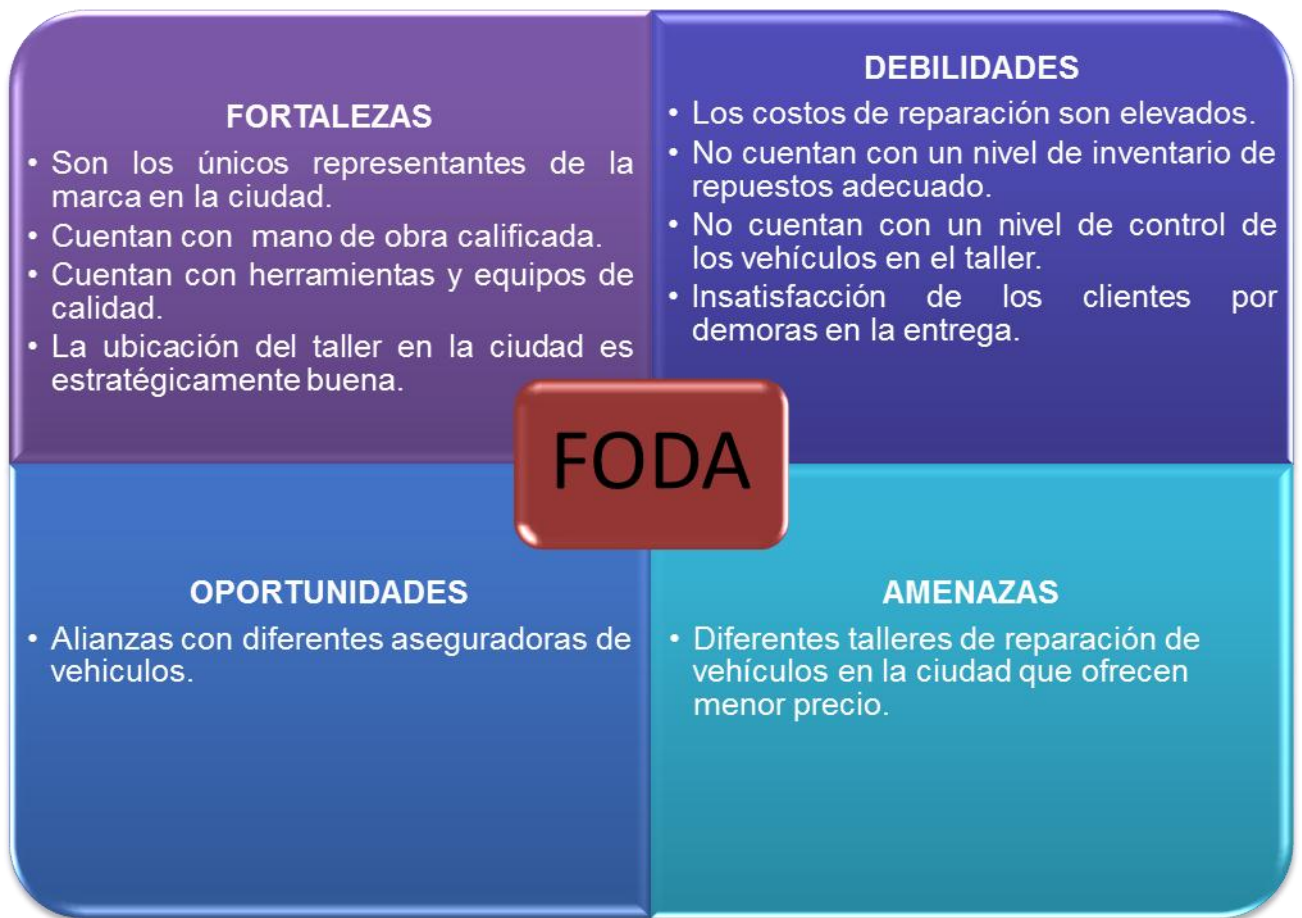 FORTALEZAS
• Son los únicos representantes de la
marca en la ciudad.
• Cuentan con mano de obra calificada.
• Cuentan con herramientas y equipos de
calidad.
• La ubicación del taller en la ciudad es
estratégicamente buena.
DEBILIDADES
• Los costos de reparación son elevados.
• No cuentan con un nivel de inventario de
repuestos adecuado.
• No cuentan con un nivel de control de
los vehículos en el taller.
• Insatisfacción de los clientes por
demoras en la entrega.
FODA
OPORTUNIDADES
• Alianzas con diferentes aseguradoras de
vehiculos.
AMENAZAS
• Diferentes talleres de reparación de
vehículos en la ciudad que ofrecen
menor precio.